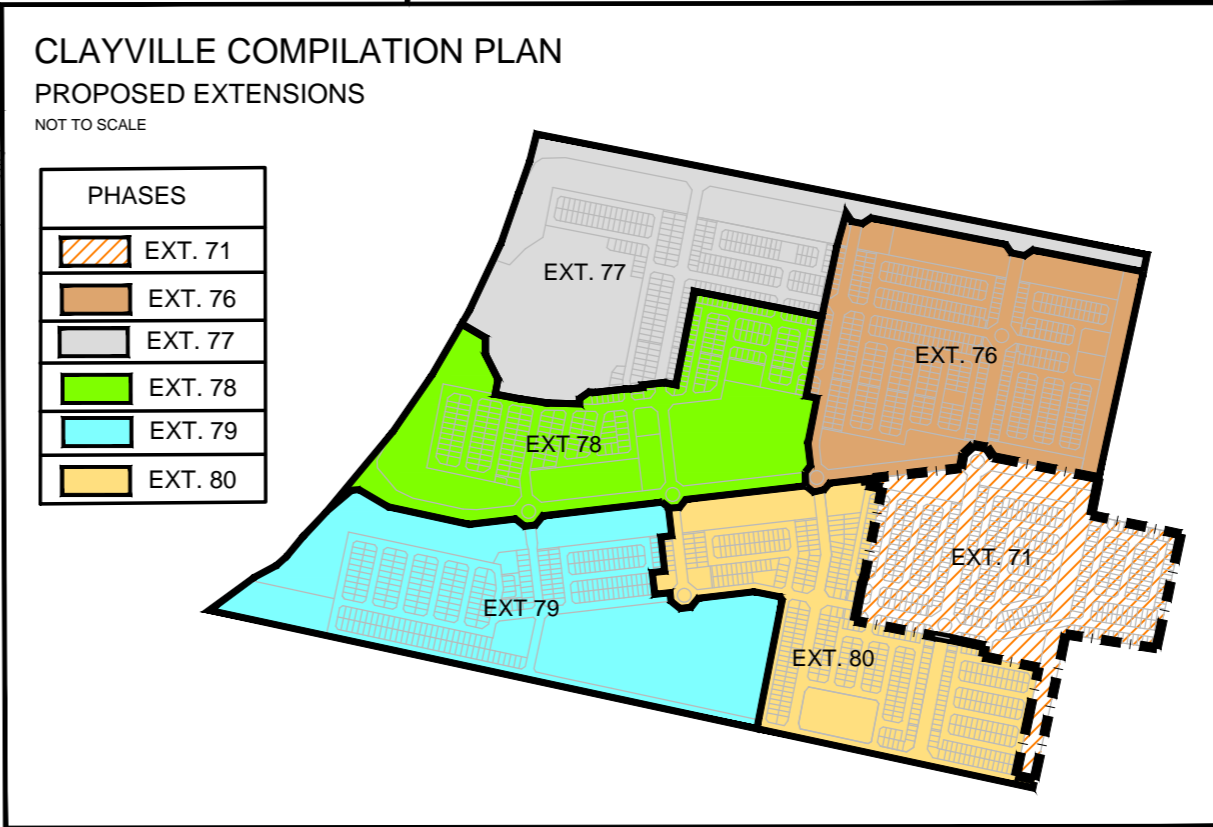 CLAYVILLE COMPILATION PLAN
PROPOSED EXTENSIONS
NOT TO SCALE
PHASES
EXT. 71
EXT. 76
EXT. 77
EXT. 78
EXT. 79
EXT. 80
EXT. 77
EXT. 76
EXT 78
EXT. 71
EXT 79
EXT. 80